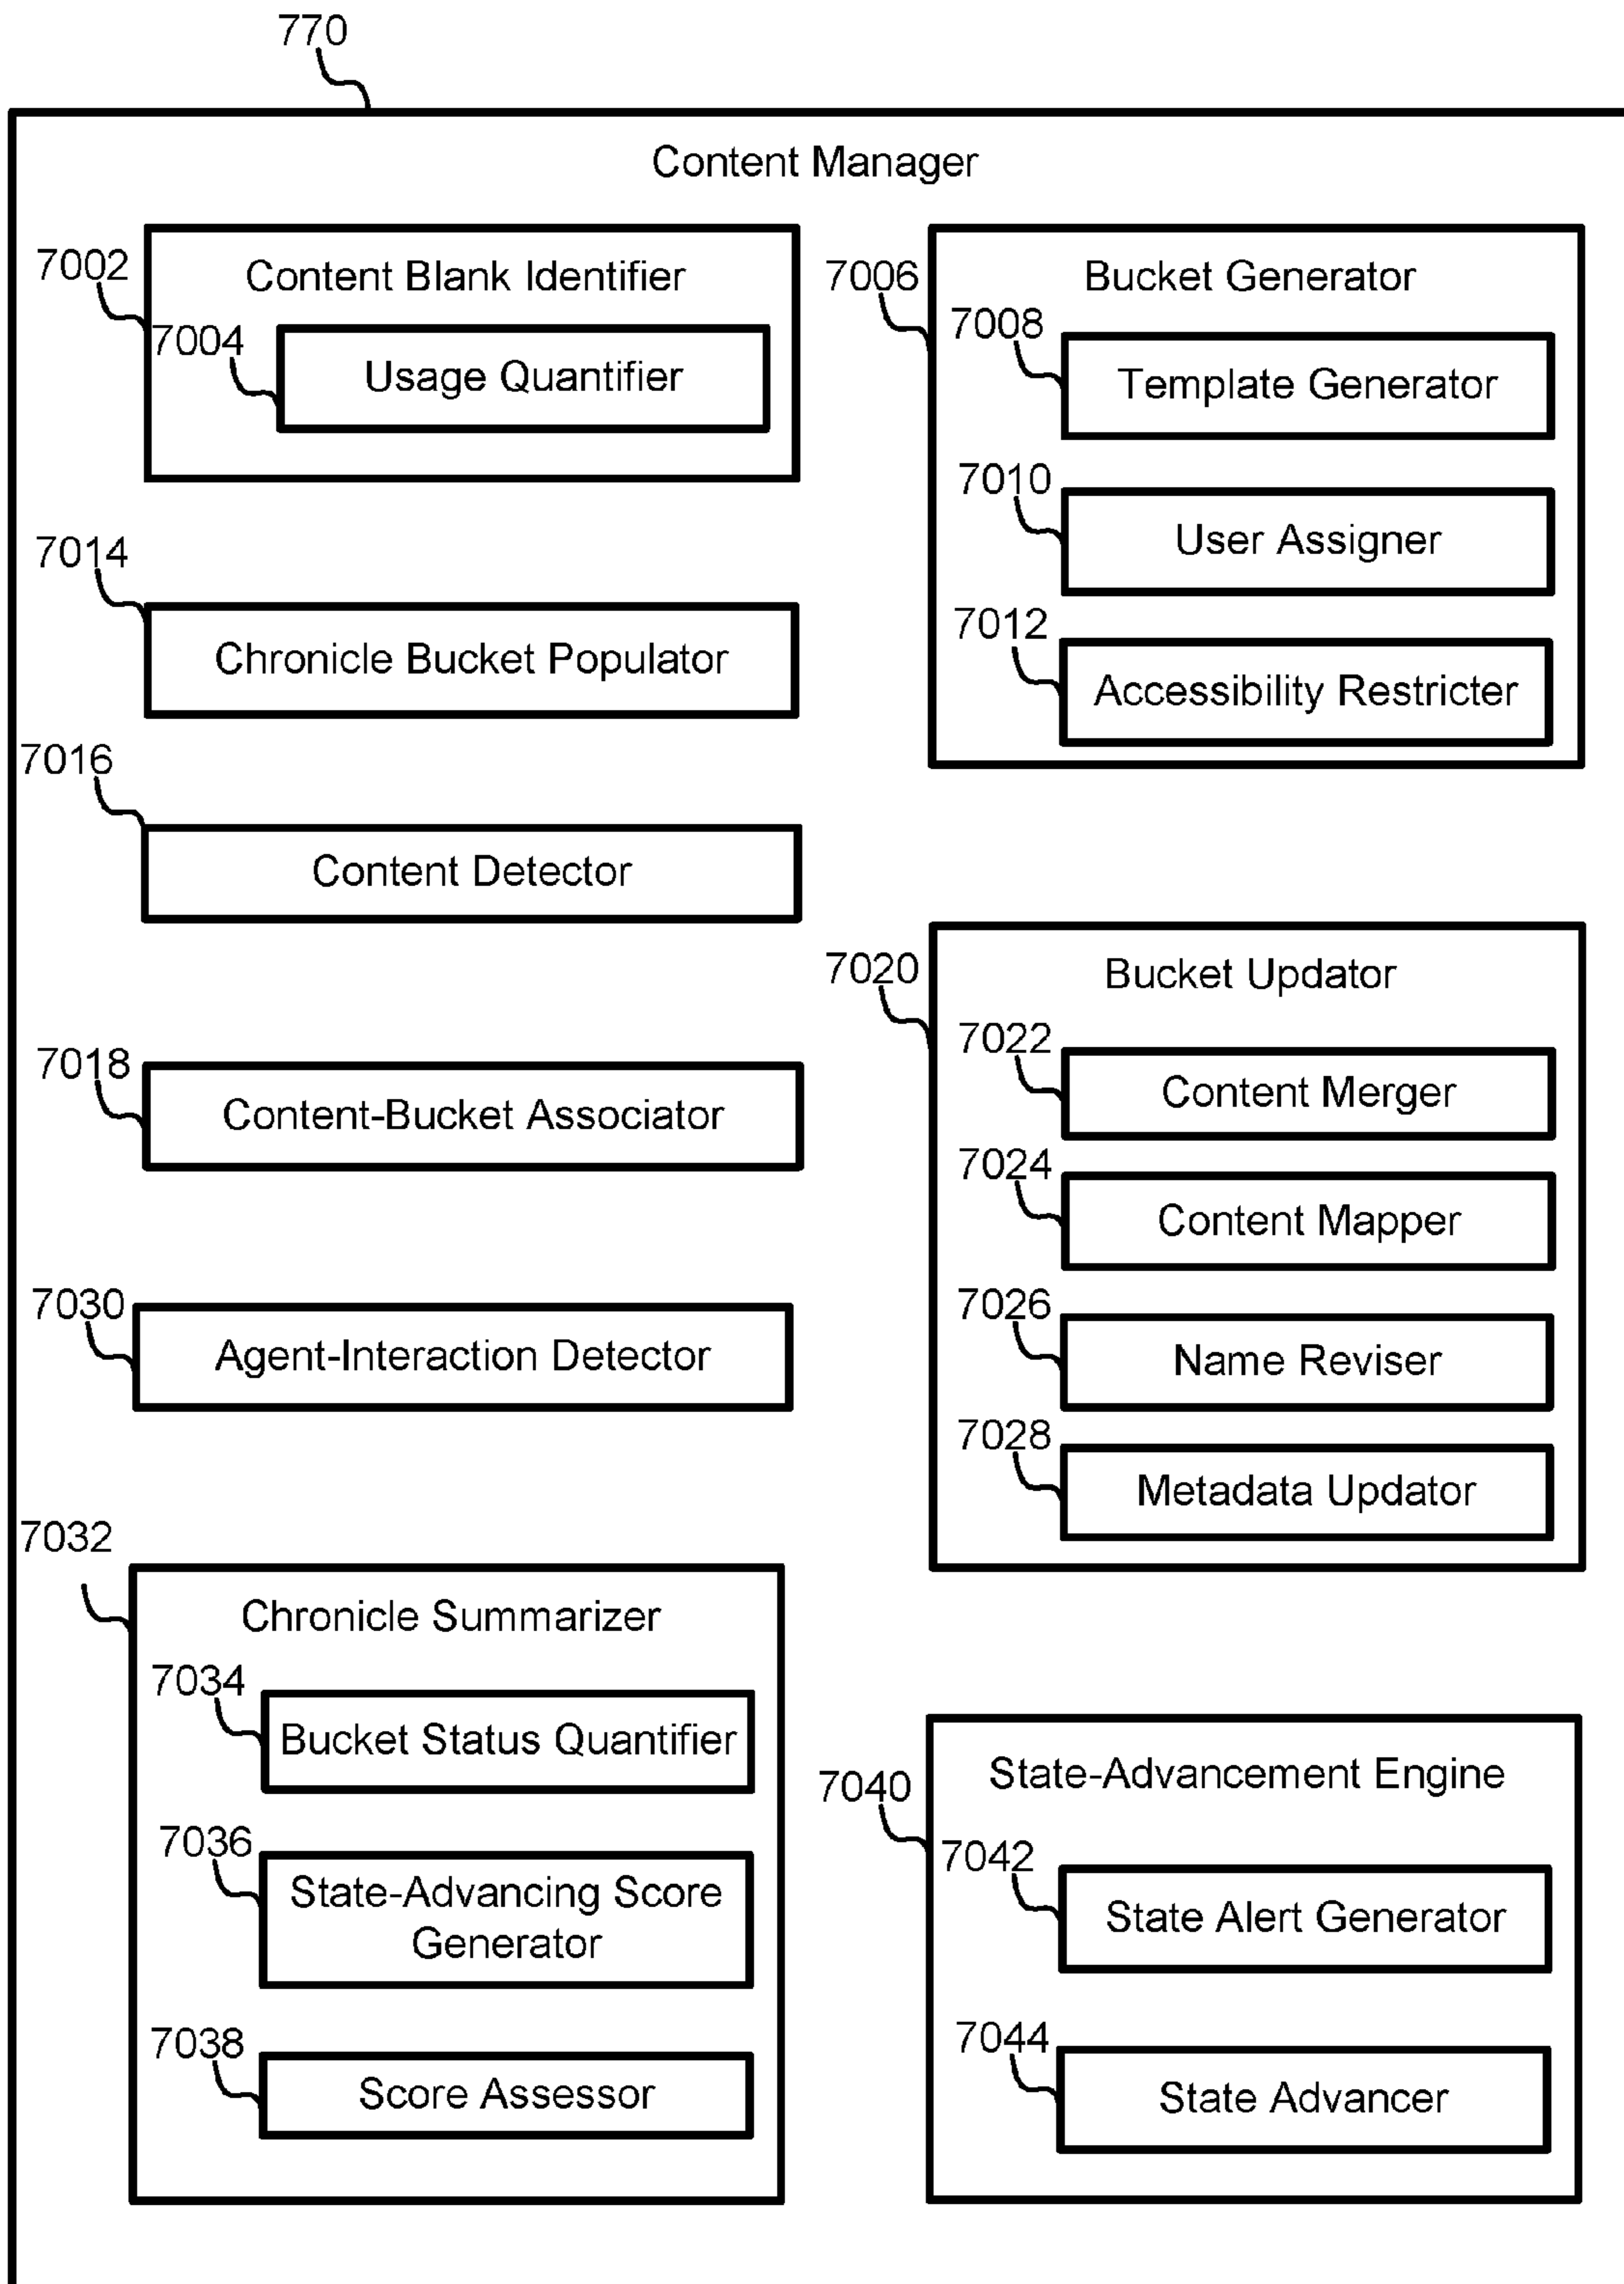 770
Content Manager
7002
Content Blank Identifier
7004
Usage Quantifier
7006
Bucket Generator
7008
Template Generator
7010
User Assigner
7012
Accessibility Restricter
7014
Chronicle Bucket Populator
7016
Content Detector
7018
Content-Bucket Associator
7020
Bucket Updator
7022
Content Merger
7024
Content Mapper
7026
Name Reviser
7028
Metadata Updator
7030
Agent-Interaction Detector
7032
Chronicle Summarizer
7034
Bucket Status Quantifier
7036
State-Advancing Score
Generator
7038
Score Assessor
7040
State-Advancement Engine
7042
State Alert Generator
7044
State Advancer